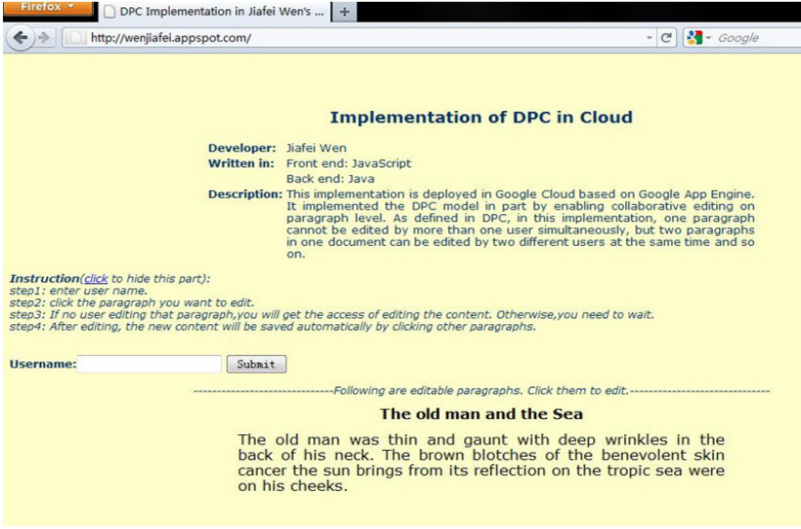 Firefox
DPC Implementation in Jiafei Wen's ...
http://wenjiafei.appspot.com/
Google
Implementation of DPC in Cloud
Developer: Jiafei Wen
Written in: Front end: JavaScript
Back end: Java
Description: This implementation is deployed in Google Cloud based on Google App Engine.
It implemented the DPC model in part by enabling collaborative editing on
paragraph level. As defined in DPC, in this implementation, one paragraph
cannot be edited by more than one user simultaneously, but two paragraphs
in one document can be edited by two different users at the same time and so
on.
Instruction(click to hide this part):
step1: enter user name.
step2: click the paragraph you want to edit.
step3: If no user editing that paragraph,you will get the access of editing the content. Otherwise,you need to wait.
step4: After editing, the new content will be saved automatically by clicking other paragraphs.
Username: Submit
------------------------------Following are editable paragraphs. Click them to edit.------------------------------
The old man and the Sea
The old man was thin and gaunt with deep wrinkles in the
back of his neck. The brown blotches of the benevolent skin
cancer the sun brings from its reflection on the tropic sea were
on his cheeks.